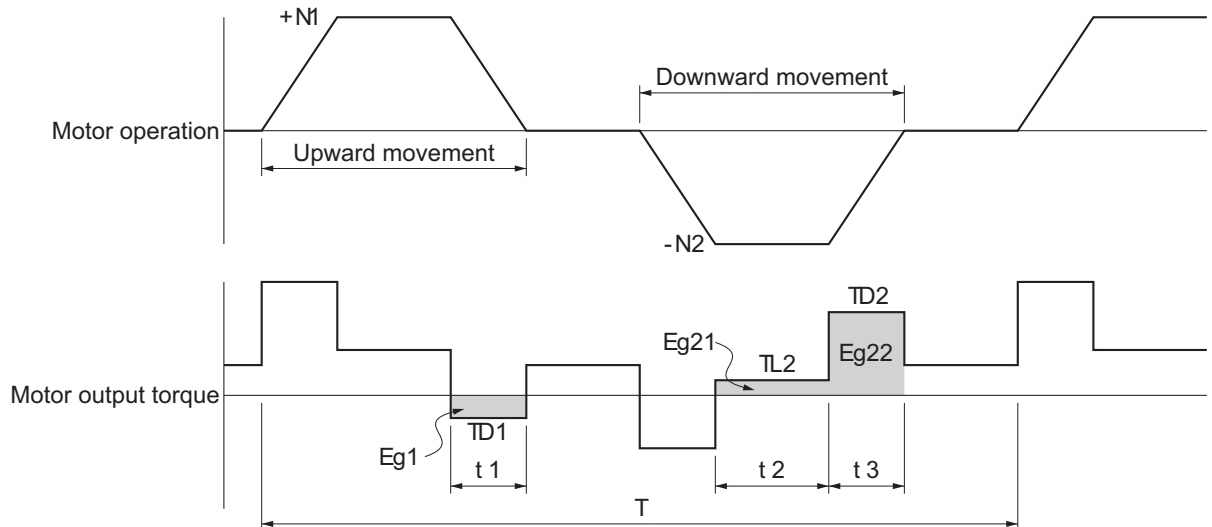 +N1
Downward movement
Motor operation
Upward movement
-N2
TD2
Eg21
TL2
Eg22
Motor output torque
TD1
Eg1
t 1
t 2
t 3
T